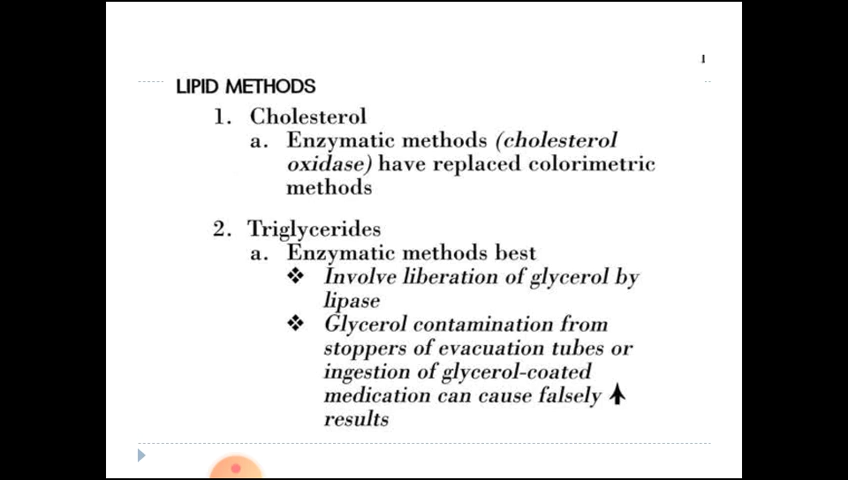 1
LIPID METHODS
1. Cholesterol
a. Enzymatic methods (cholesterol
oxidase) have replaced colorimetric
methods
2. Triglycerides
a. Enzymatic methods best
❖ Involve liberation of glycerol by
lipase
❖ Glycerol contamination from
stoppers of evacuation tubes or
ingestion of glycerol-coated
medication can cause falsely ↑
results